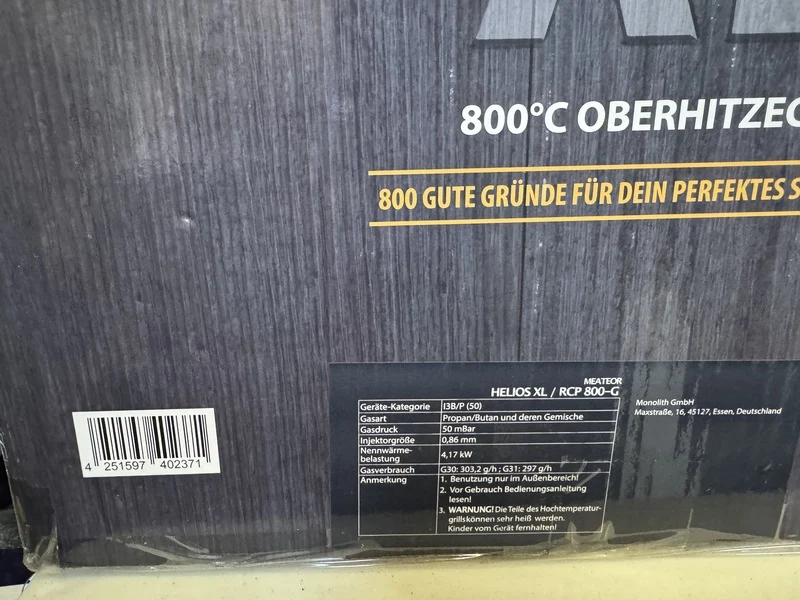 800°C OBERHITZEG
800 GUTE GRÜNDE FÜR DEIN PERFEKTES S
MEATEOR
HELIOS XL / RCP 800-G
Geräte-Kategorie I3B/P (50)
Gasart Propan/Butan und deren Gemische
Gasdruck 50 mBar
Injektorgröße 0,86 mm
Nennwärme-
belastung 4,17 kW
Gasverbrauch G30: 303,2 g/h ; G31: 297 g/h
Anmerkung 1. Benutzung nur im Außenbereich!
2. Vor Gebrauch Bedienungsanleitung
lesen!
3. WARNUNG! Die Teile des Hochtemperatur-
grillskönnen sehr heiß werden.
Kinder vom Gerät fernhalten!
Monolith GmbH
Maxstraße, 16, 45127, Essen, Deutschland
4 251597 402371